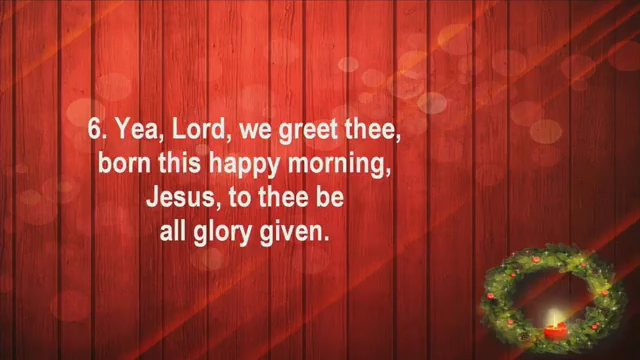 6. Yea, Lord, we greet thee,
born this happy morning,
Jesus, to thee be
all glory given.